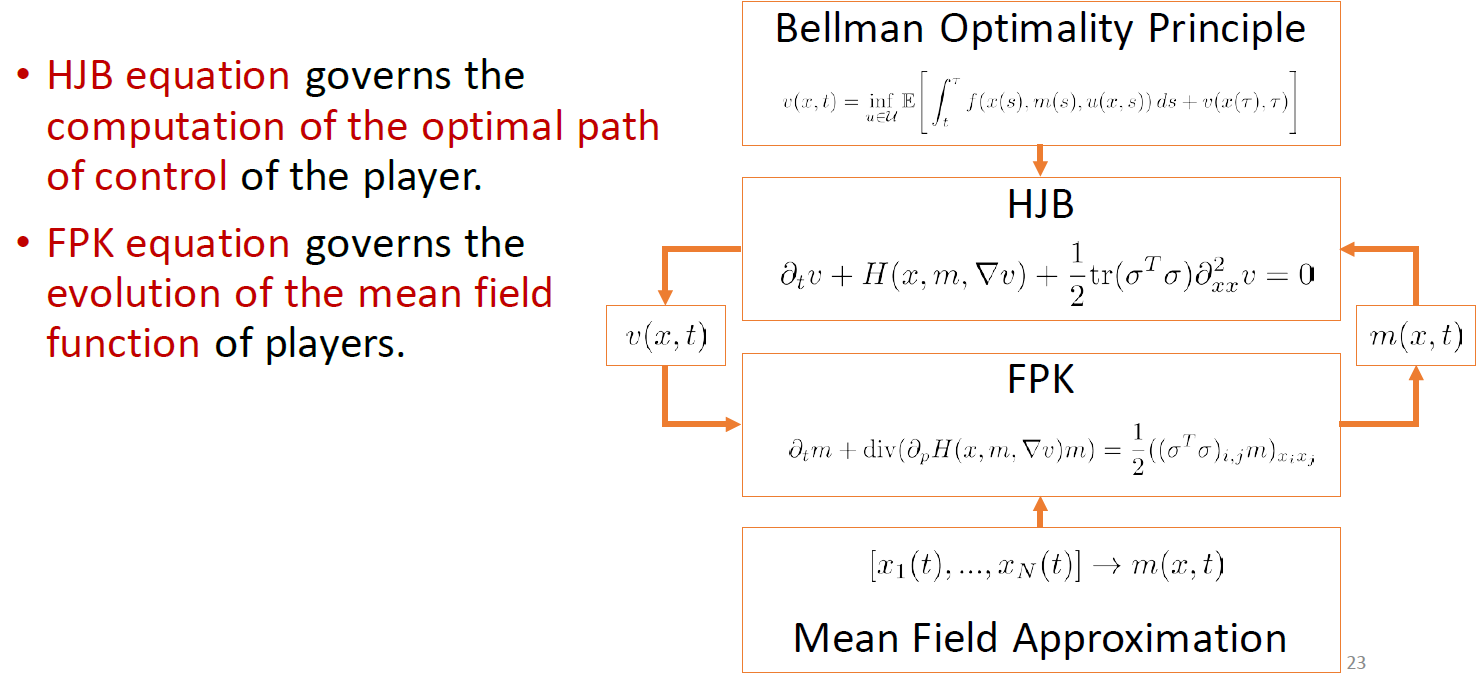 • HJB equation governs the
computation of the optimal path
of control of the player.
• FPK equation governs the
evolution of the mean field
function of players.
Bellman Optimality Principle
v(x, t) = inf_{u∈𝒰} 𝔼[∫_t^τ f(x(s), m(s), u(x, s)) ds + v(x(τ), τ)]
HJB
∂_t v + H(x, m, ∇v) + 1/2 tr(σ^T σ)∂²_{xx} v = 0
v(x, t)
m(x, t)
FPK
∂_t m + div(∂_p H(x, m, ∇v)m) = 1/2 ((σ^T σ)_{i,j} m)_{x_i x_j}
[x_1(t), ..., x_N(t)] → m(x, t)
Mean Field Approximation
23